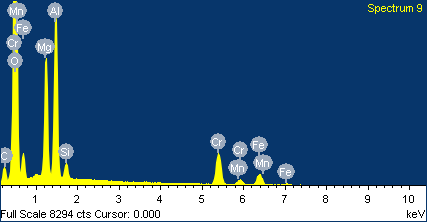 Spectrum 9
Mn
Al
Fe
Cr
Mg
O
C
Si
Cr
Cr
Mn
Fe
Mn
Fe
1 2 3 4 5 6 7 8 9 10
Full Scale 8294 cts Cursor: 0.000 keV